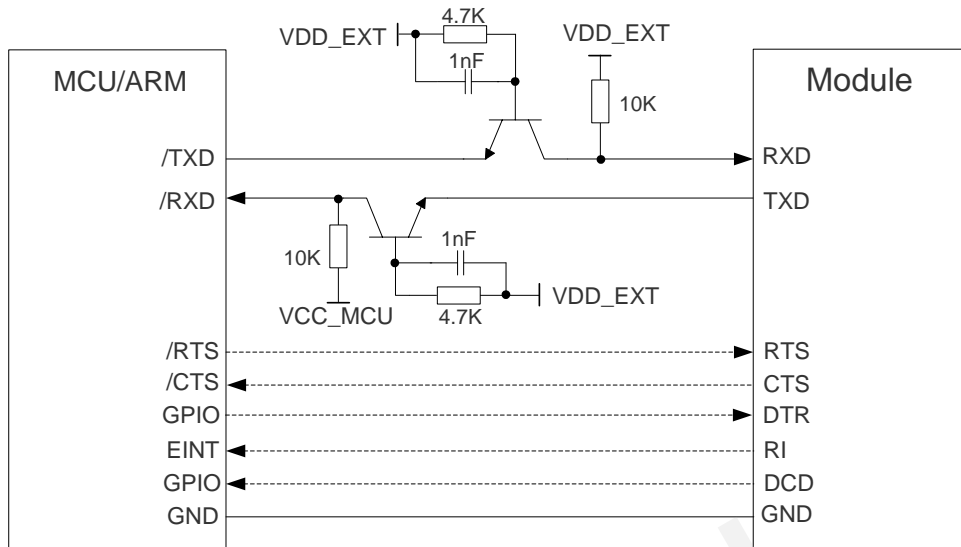 4.7K
VDD_EXT
VDD_EXT
1nF
MCU/ARM
Module
10K
/TXD
RXD
/RXD
TXD
1nF
10K
VDD_EXT
VCC_MCU
4.7K
/RTS
RTS
/CTS
CTS
GPIO
DTR
EINT
RI
GPIO
DCD
GND
GND